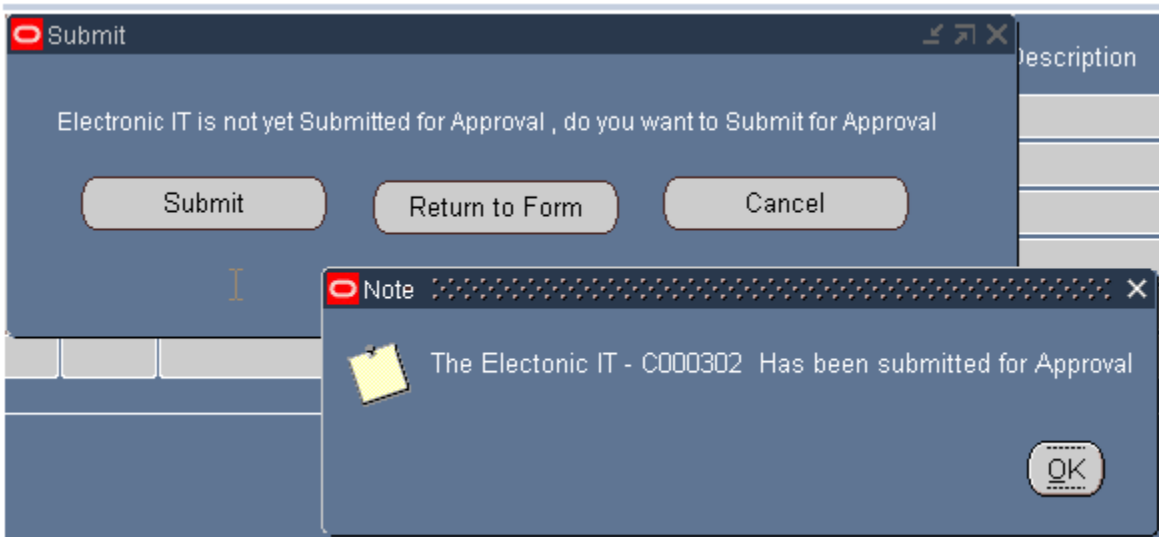 Submit
Description
Electronic IT is not yet Submitted for Approval , do you want to Submit for Approval
Submit
Return to Form
Cancel
Note
The Electonic IT - C000302 Has been submitted for Approval
OK